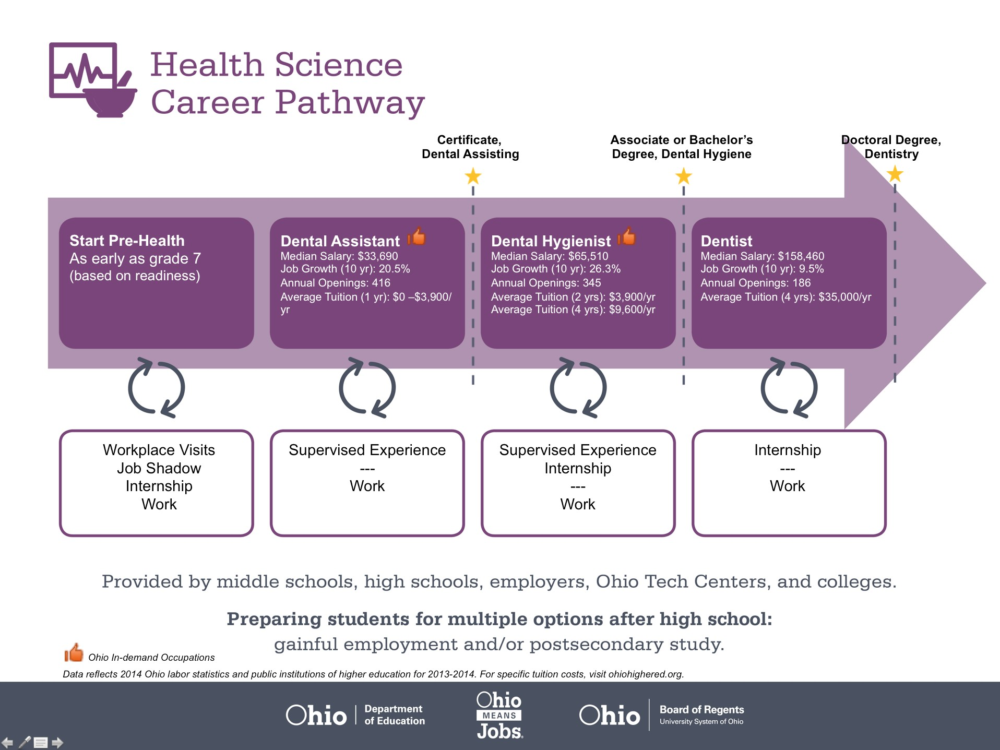 Health Science
Career Pathway
Certificate,
Dental Assisting
Associate or Bachelor’s
Degree, Dental Hygiene
Doctoral Degree,
Dentistry
Start Pre-Health
As early as grade 7
(based on readiness)
Dental Assistant
Median Salary: $33,690
Job Growth (10 yr): 20.5%
Annual Openings: 416
Average Tuition (1 yr): $0 –$3,900/
yr
Dental Hygienist
Median Salary: $65,510
Job Growth (10 yr): 26.3%
Annual Openings: 345
Average Tuition (2 yrs): $3,900/yr
Average Tuition (4 yrs): $9,600/yr
Dentist
Median Salary: $158,460
Job Growth (10 yr): 9.5%
Annual Openings: 186
Average Tuition (4 yrs): $35,000/yr
Workplace Visits
Job Shadow
Internship
Work
Supervised Experience
---
Work
Supervised Experience
Internship
---
Work
Internship
---
Work
Provided by middle schools, high schools, employers, Ohio Tech Centers, and colleges.
Preparing students for multiple options after high school:
gainful employment and/or postsecondary study.
Ohio In-demand Occupations
Data reflects 2014 Ohio labor statistics and public institutions of higher education for 2013-2014. For specific tuition costs, visit ohiohighered.org.
Ohio
Department
of Education
Ohio
MEANS
Jobs®
Ohio
Board of Regents
University System of Ohio